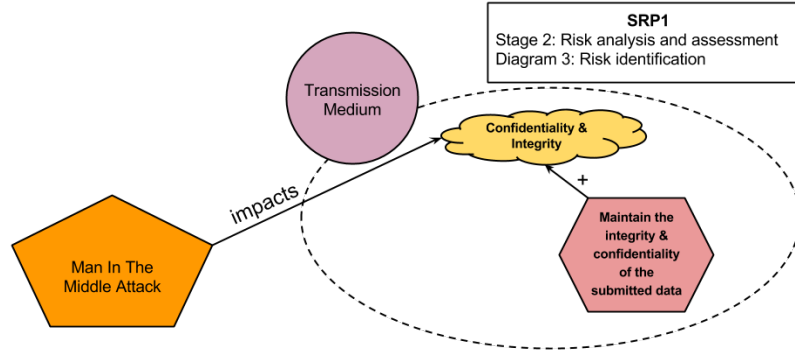 SRP1
Stage 2: Risk analysis and assessment
Diagram 3: Risk identification
Transmission
Medium
Confidentiality &
Integrity
impacts
+
Maintain the
integrity &
confidentiality
of the
submitted data
Man In The
Middle Attack